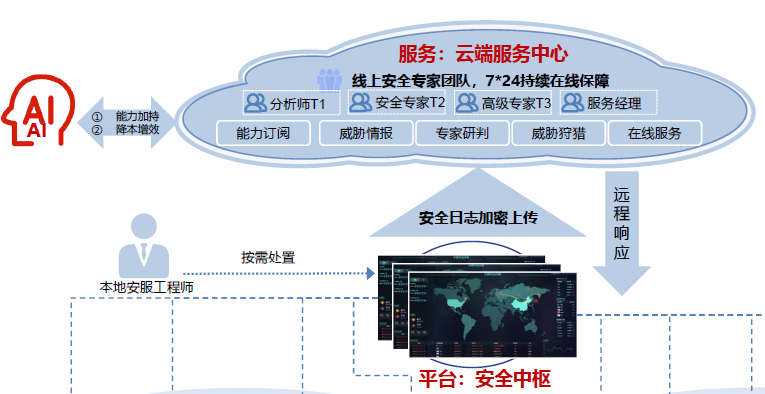 服务：云端服务中心
线上安全专家团队，7*24持续在线保障
分析师T1 安全专家T2 高级专家T3 服务经理
能力订阅 威胁情报 专家研判 威胁狩猎 在线服务
AI
AI
① 能力加持
② 降本增效
安全日志加密上传
远程响应
按需处置
本地安服工程师
平台：安全中枢